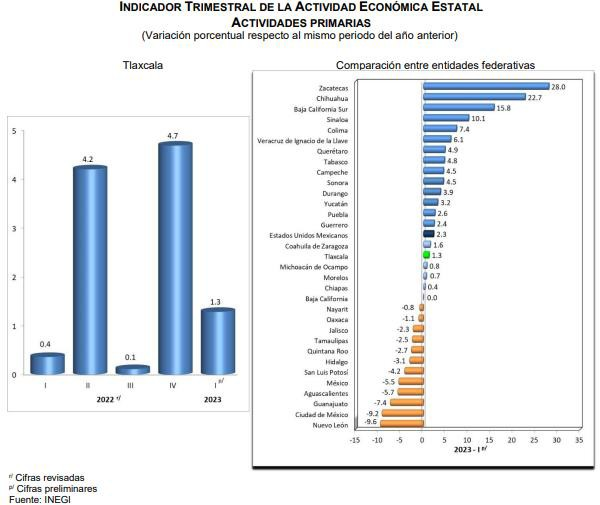 INDICADOR TRIMESTRAL DE LA ACTIVIDAD ECONÓMICA ESTATAL
ACTIVIDADES PRIMARIAS
(Variación porcentual respecto al mismo periodo del año anterior)
Tlaxcala
5
4
3
2
1
0
0.4
4.2
0.1
4.7
1.3
I
II
III
IV
I p/
2022 r/
2023
Comparación entre entidades federativas
Zacatecas 28.0
Chihuahua 22.7
Baja California Sur 15.8
Sinaloa 10.1
Colima 7.4
Veracruz de Ignacio de la Llave 6.1
Querétaro 4.9
Tabasco 4.8
Campeche 4.5
Sonora 4.5
Durango 3.9
Yucatán 3.2
Puebla 2.6
Guerrero 2.4
Estados Unidos Mexicanos 2.3
Coahuila de Zaragoza 1.6
Tlaxcala 1.3
Michoacán de Ocampo 0.8
Morelos 0.7
Chiapas 0.4
Baja California 0.0
Nayarit -0.8
Oaxaca -1.1
Jalisco -2.3
Tamaulipas -2.5
Quintana Roo -2.7
Hidalgo -3.1
San Luis Potosí -4.2
México -5.5
Aguascalientes -5.7
Guanajuato -7.4
Ciudad de México -9.2
Nuevo León -9.6
-15 -10 -5 0 5 10 15 20 25 30 35
2023 - I p/
r/ Cifras revisadas
p/ Cifras preliminares
Fuente: INEGI